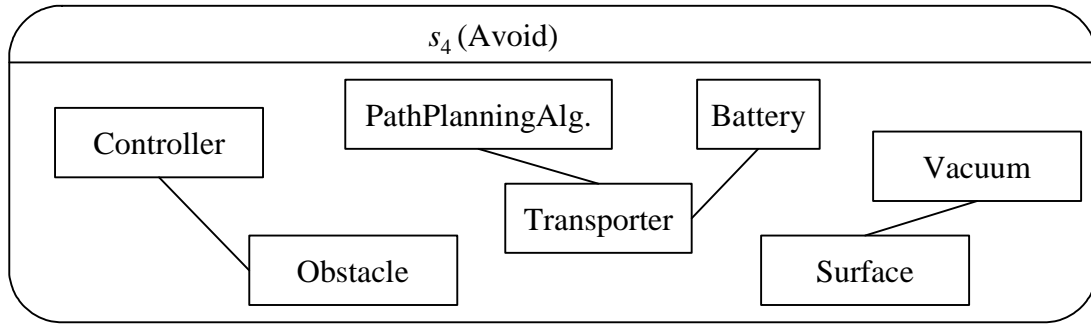 s₄ (Avoid)
PathPlanningAlg.
Battery
Controller
Vacuum
Transporter
Obstacle
Surface